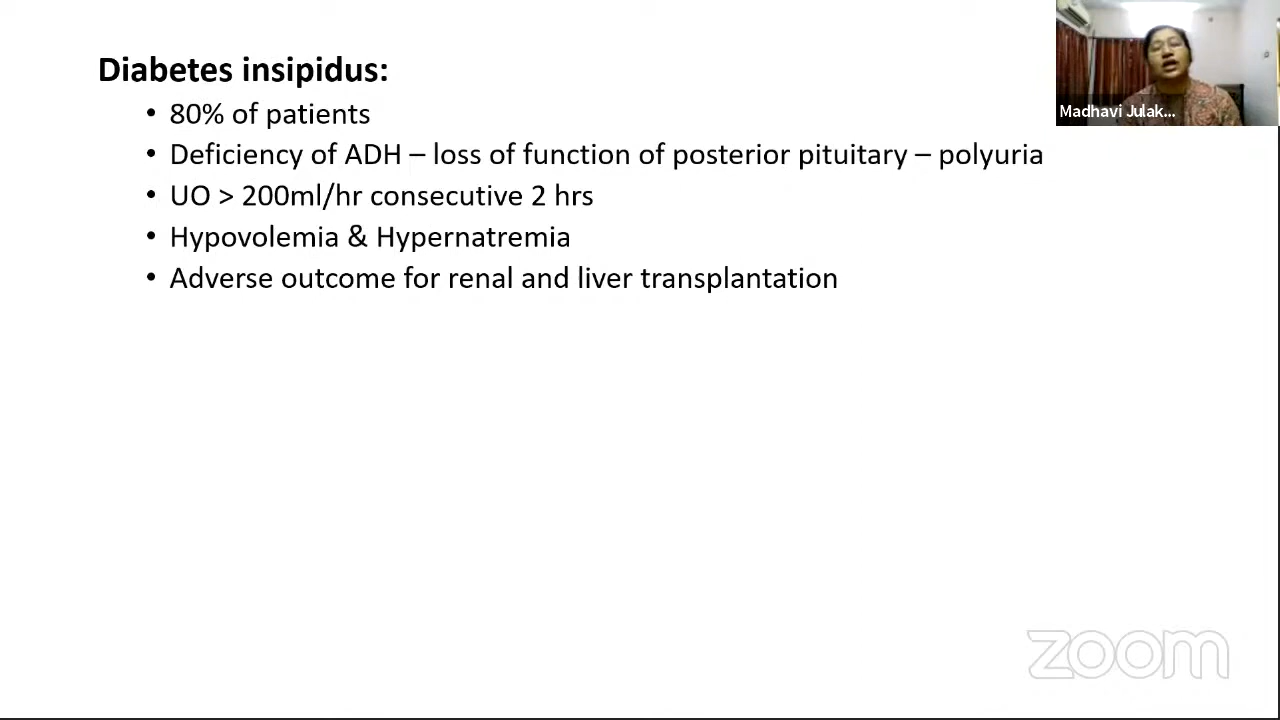 Diabetes insipidus:
• 80% of patients
• Deficiency of ADH – loss of function of posterior pituitary – polyuria
• UO > 200ml/hr consecutive 2 hrs
• Hypovolemia & Hypernatremia
• Adverse outcome for renal and liver transplantation
Madhavi Julak...
zoom